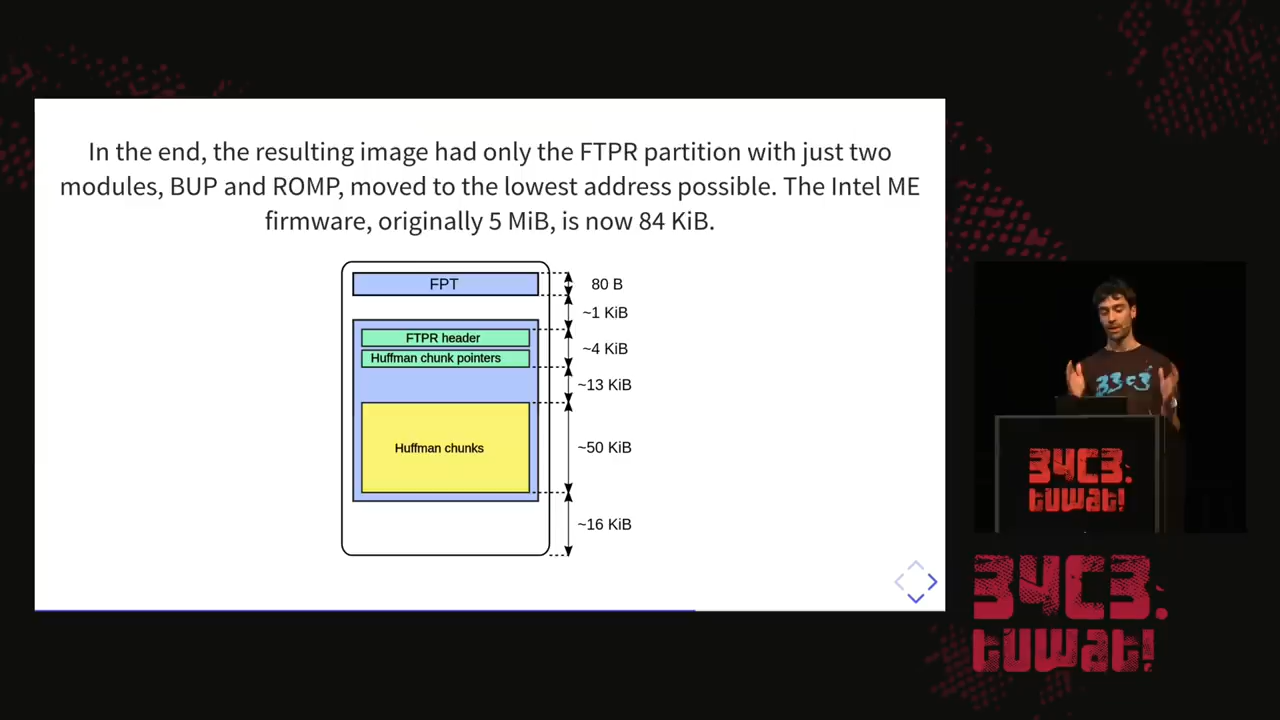 In the end, the resulting image had only the FTPR partition with just two
modules, BUP and ROMP, moved to the lowest address possible. The Intel ME
firmware, originally 5 MiB, is now 84 KiB.
FPT
80 B
~1 KiB
FTPR header
~4 KiB
Huffman chunk pointers
~13 KiB
Huffman chunks
~50 KiB
~16 KiB
33c3
34C3.
tuwat!
34C3.
tuwat!